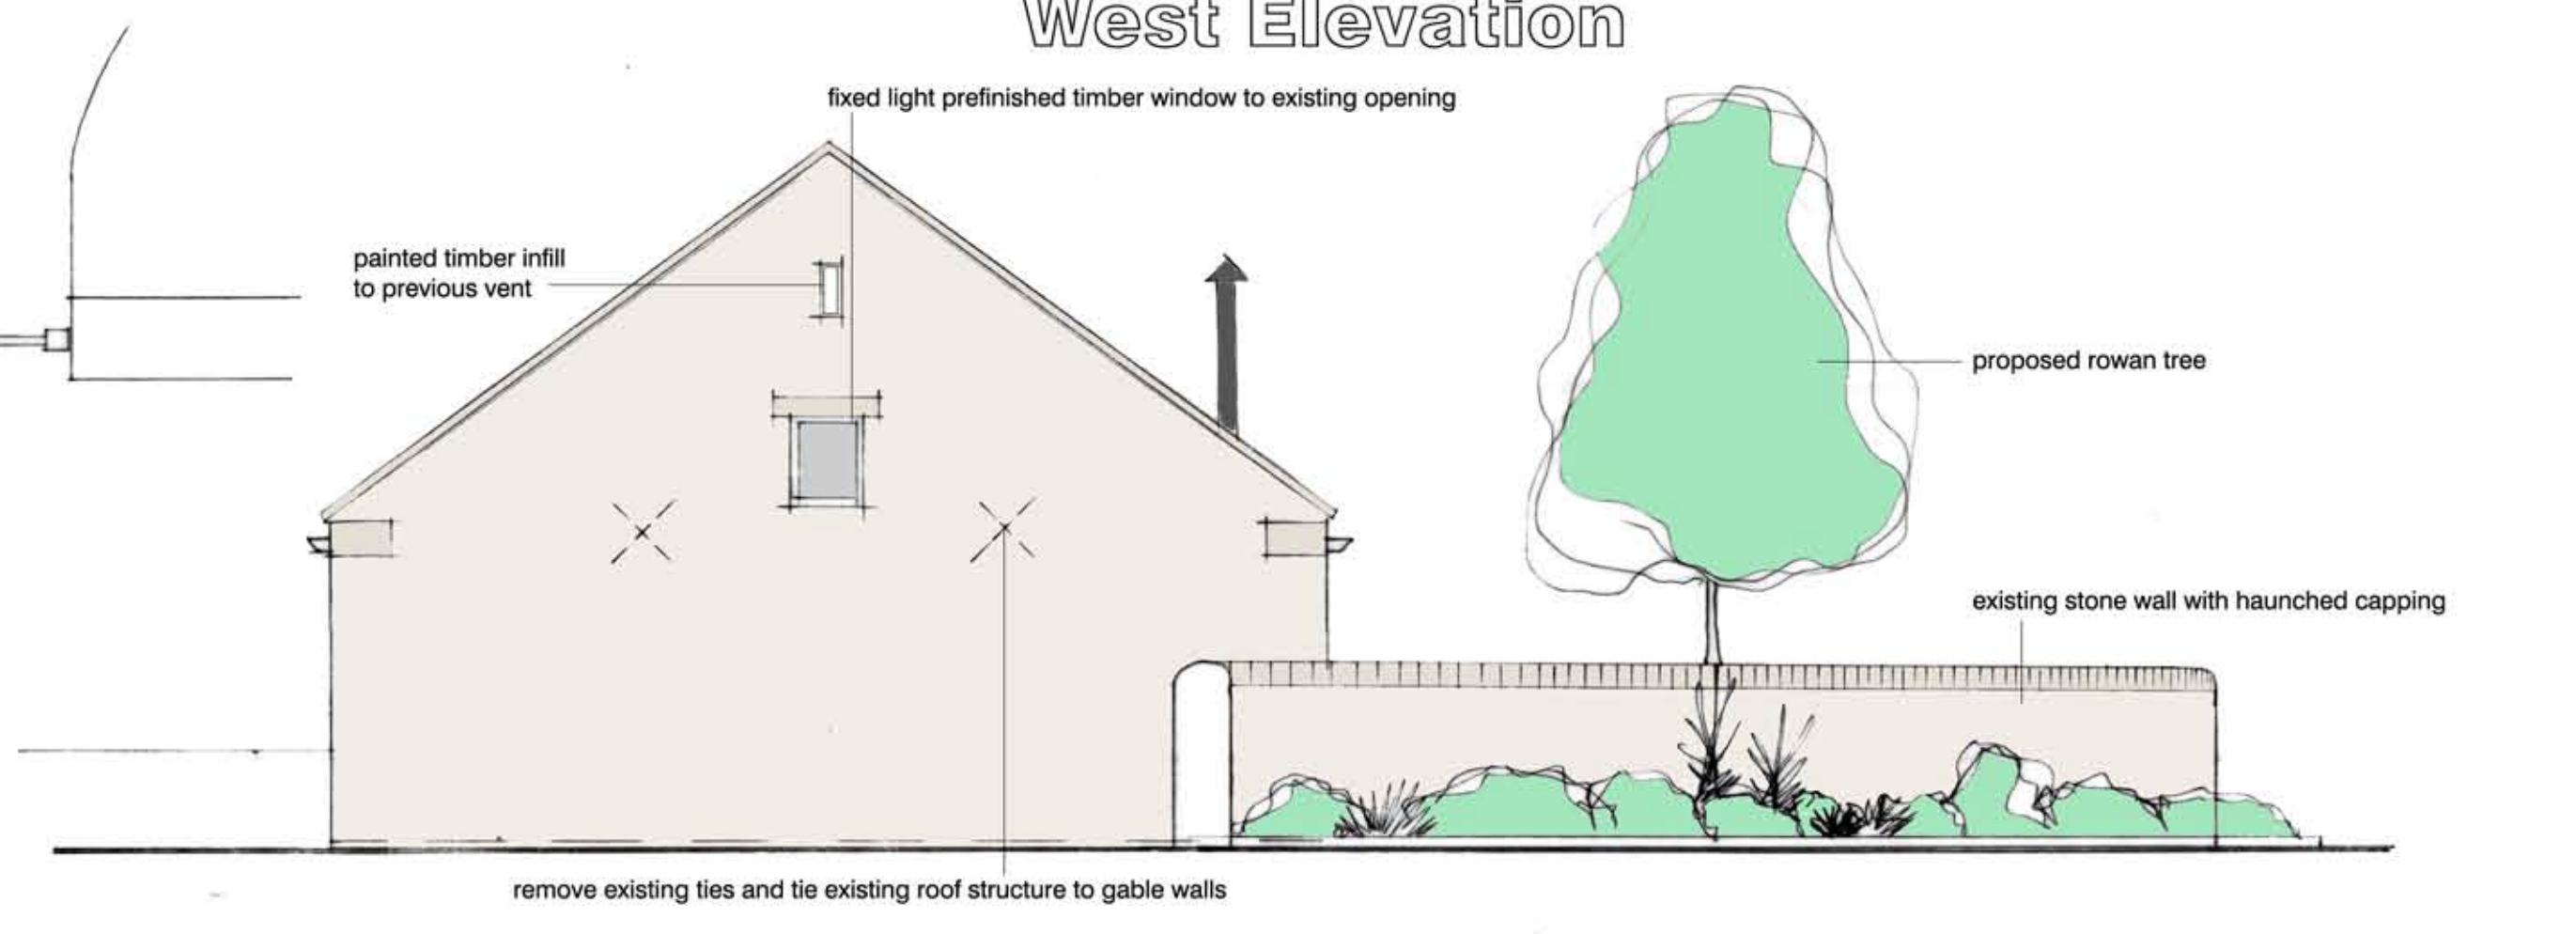 West Elevation
fixed light prefinished timber window to existing opening
painted timber infill
to previous vent
proposed rowan tree
existing stone wall with haunched capping
remove existing ties and tie existing roof structure to gable walls